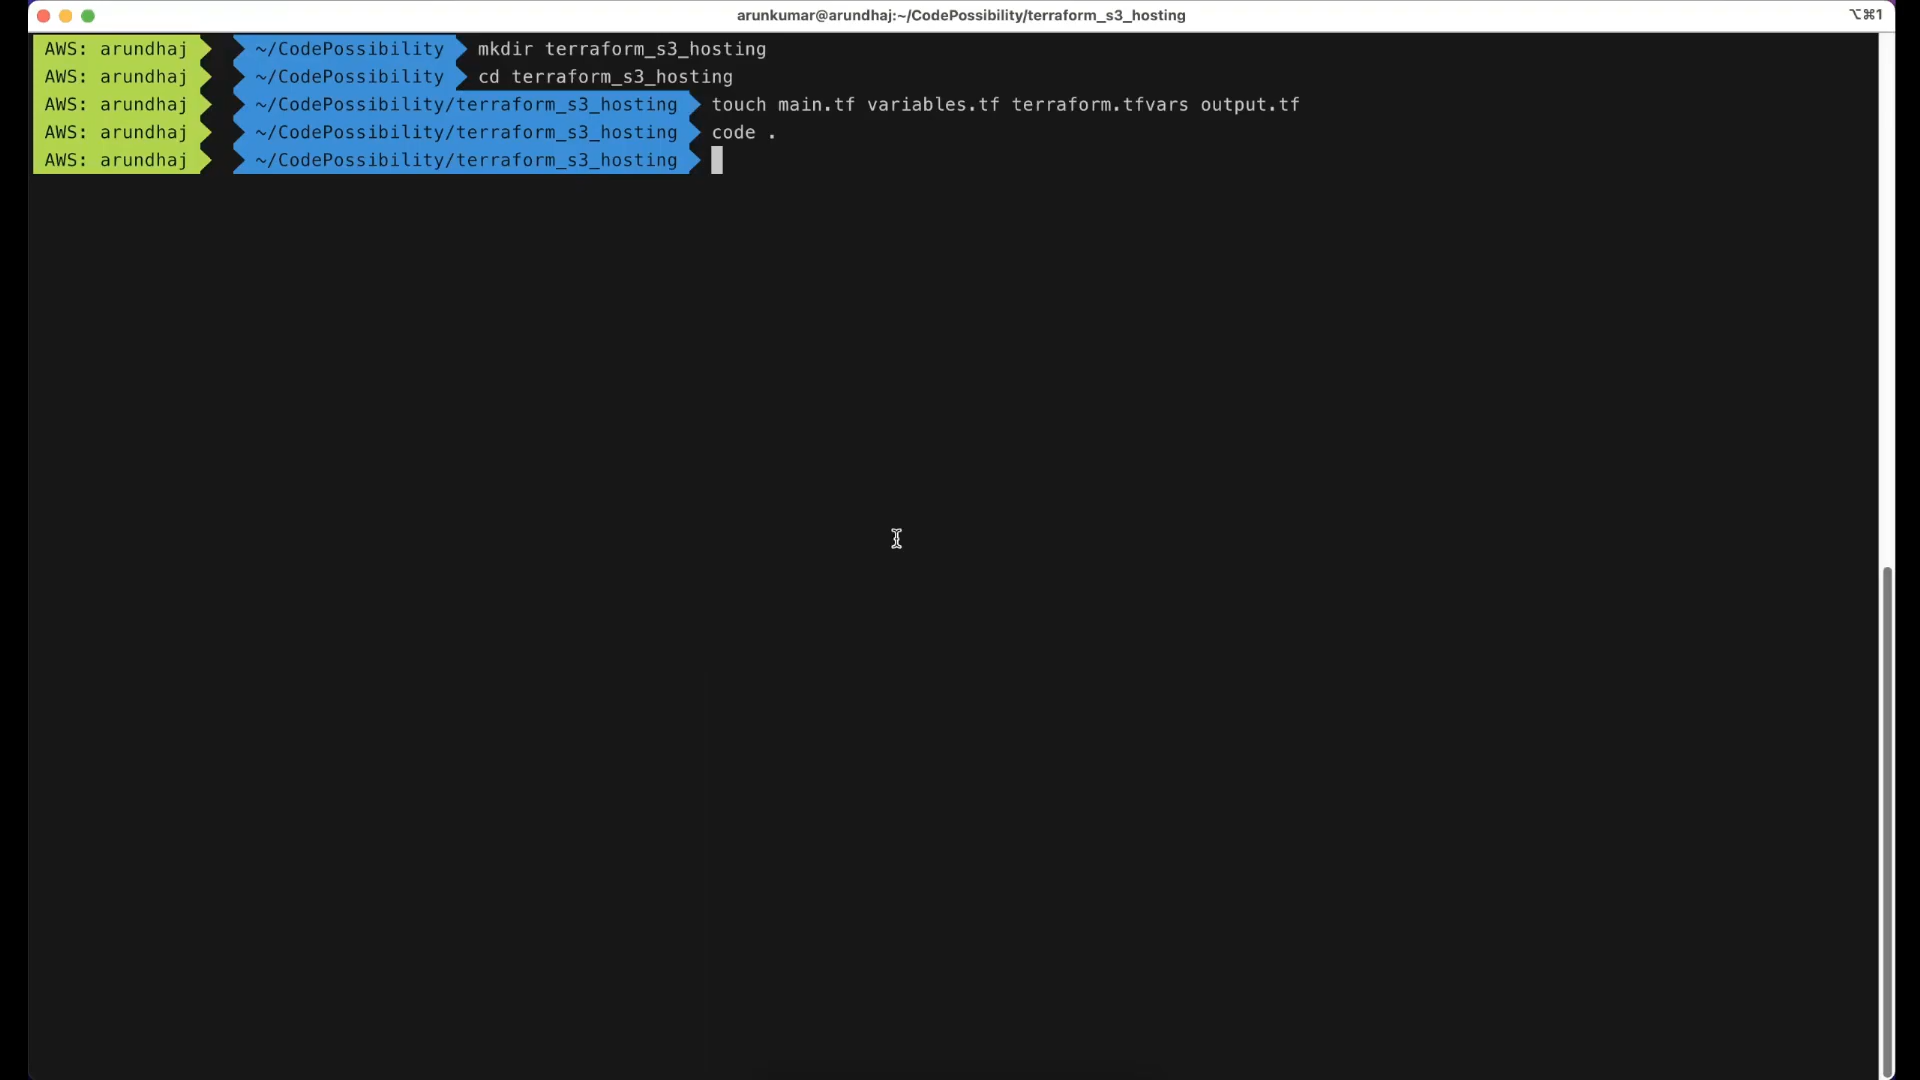 arunkumar@arundhaj:~/CodePossibility/terraform_s3_hosting ⌥⌘1
AWS: arundhaj ~/CodePossibility mkdir terraform_s3_hosting
AWS: arundhaj ~/CodePossibility cd terraform_s3_hosting
AWS: arundhaj ~/CodePossibility/terraform_s3_hosting touch main.tf variables.tf terraform.tfvars output.tf
AWS: arundhaj ~/CodePossibility/terraform_s3_hosting code .
AWS: arundhaj ~/CodePossibility/terraform_s3_hosting